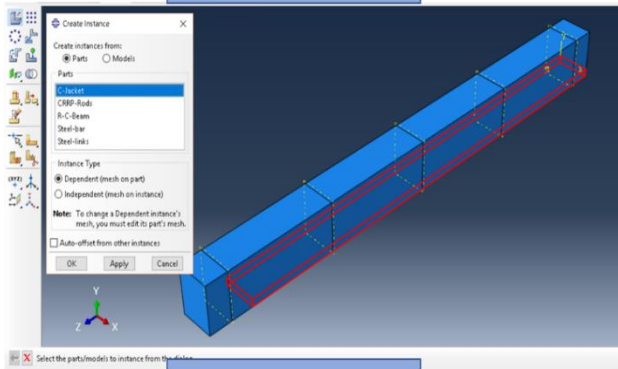 Create Instance
Create instances from:
Parts Models
Parts
C-Jacket
CRRP-Rods
R-C-Beam
Steel-bar
Steel-links
Instance Type
Dependent (mesh on part)
Independent (mesh on instance)
Note: To change a Dependent instance's
mesh, you must edit its part's mesh.
Auto-offset from other instances
OK Apply Cancel
Y
Z X
Select the parts/models to instance from the dialog